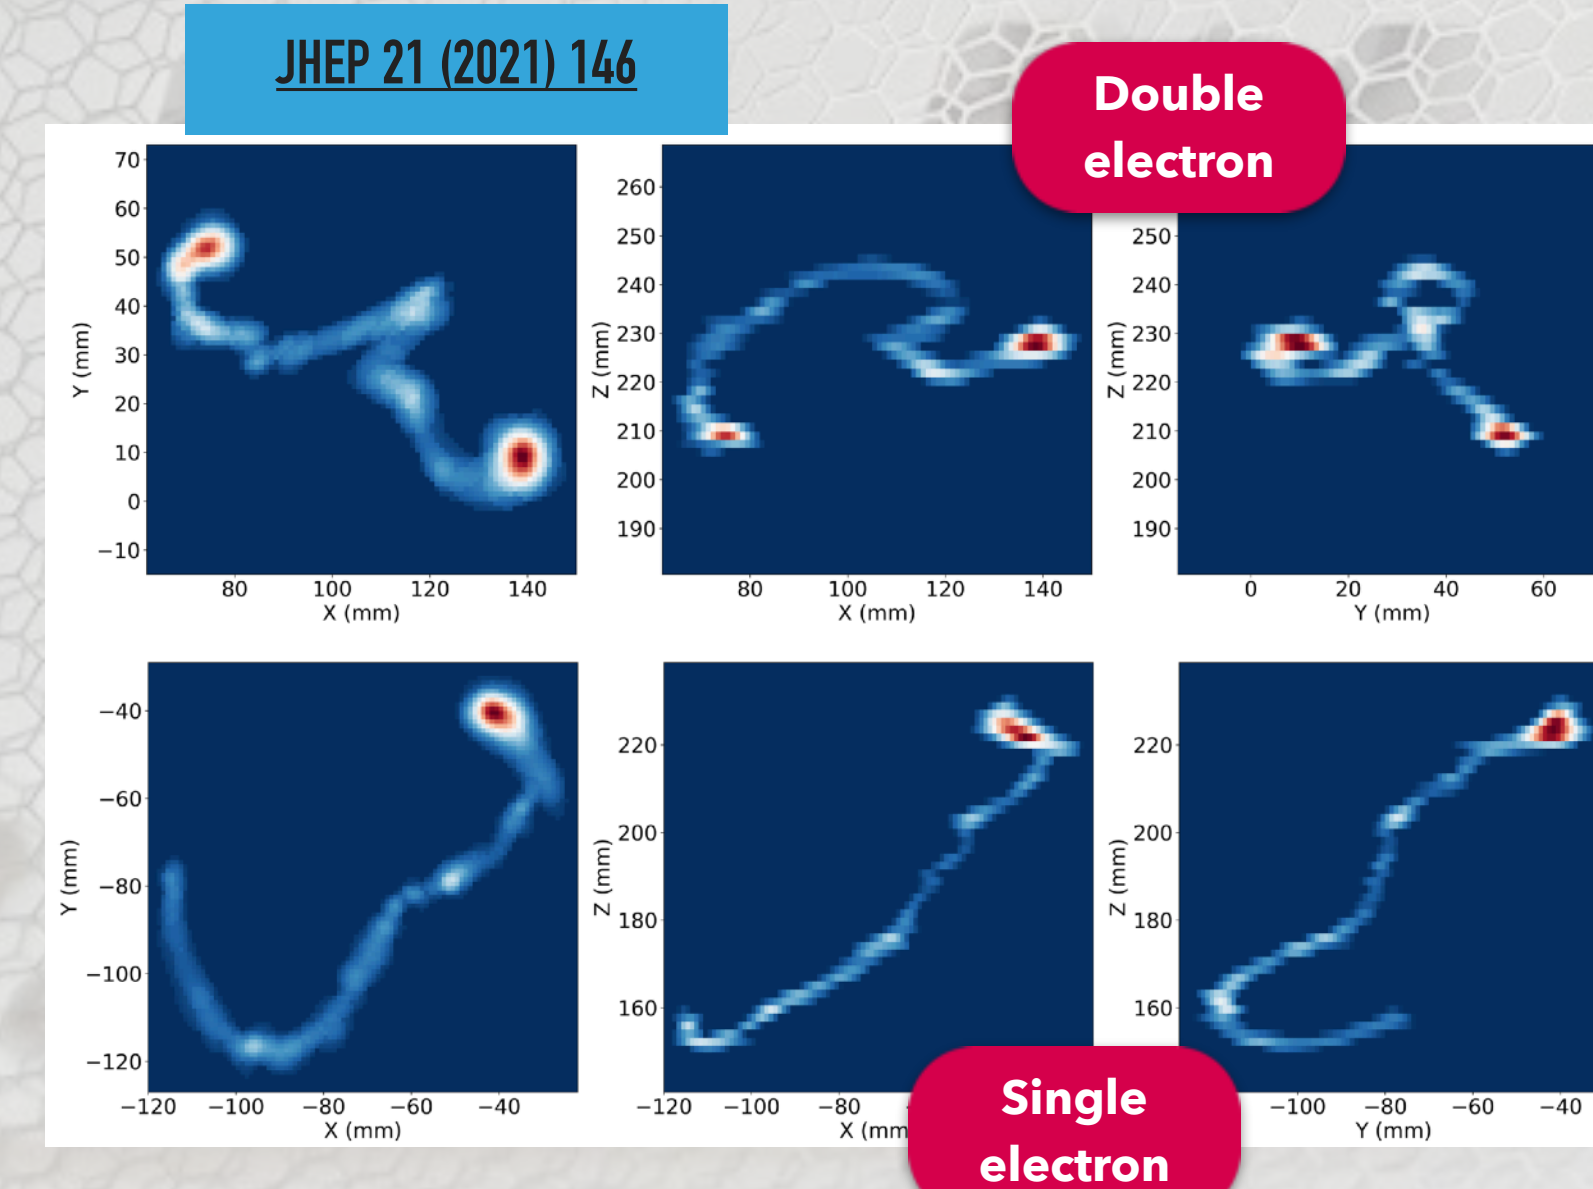 JHEP 21 (2021) 146
Double
electron
70
60
50
40
30
20
10
0
−10
Y (mm)
80 100 120 140
X (mm)
260
250
240
230
220
210
200
190
Z (mm)
80 100 120 140
X (mm)
250
240
230
220
210
200
190
Z (mm)
0 20 40 60
Y (mm)
−40
−60
−80
−100
−120
Y (mm)
−120 −100 −80 −60 −40
X (mm)
220
200
180
160
Z (mm)
−120 −100 −80
X (mm
220
200
180
160
Z (mm)
−100 −80 −60 −40
Y (mm)
Single
electron